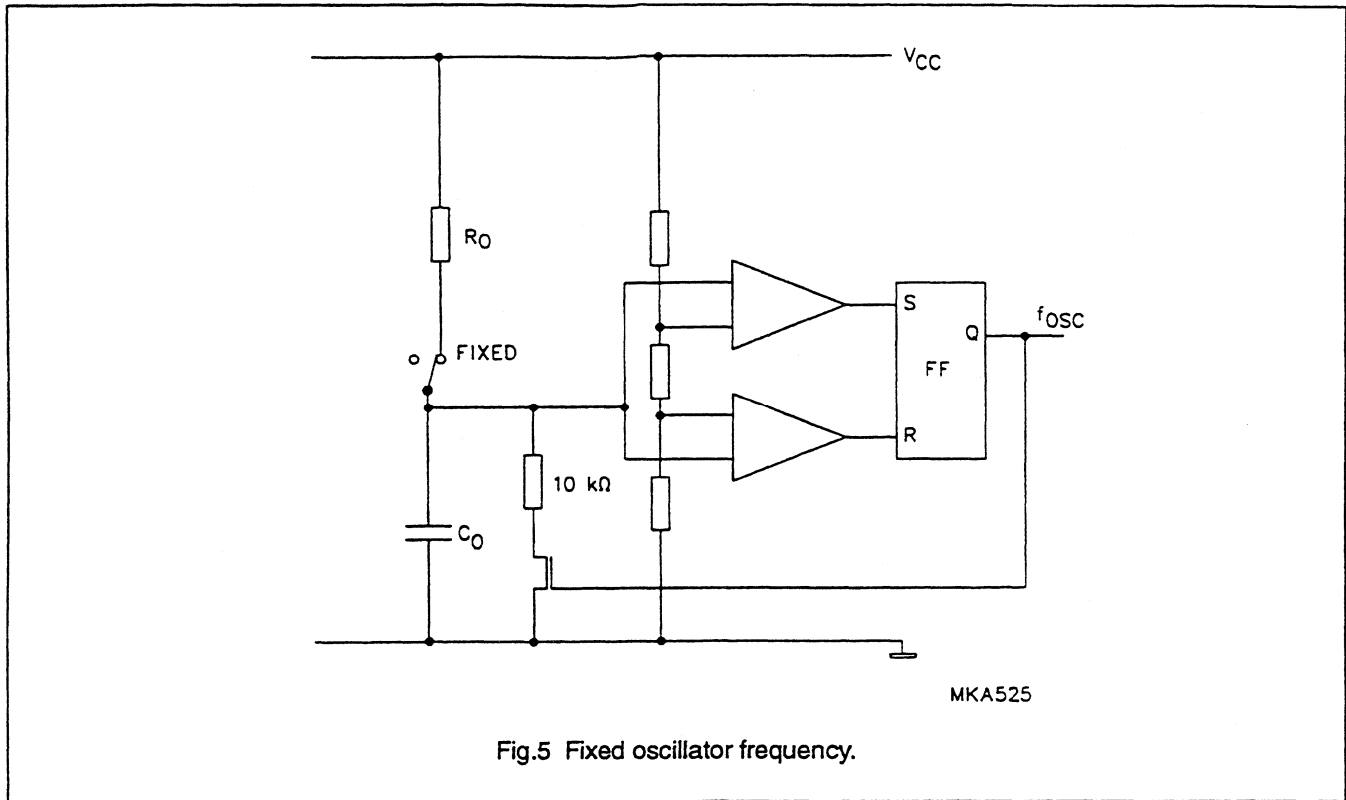 VCC
RO
FIXED
S
Q
fOSC
FF
R
10 kΩ
CO
MKA525
Fig.5 Fixed oscillator frequency.